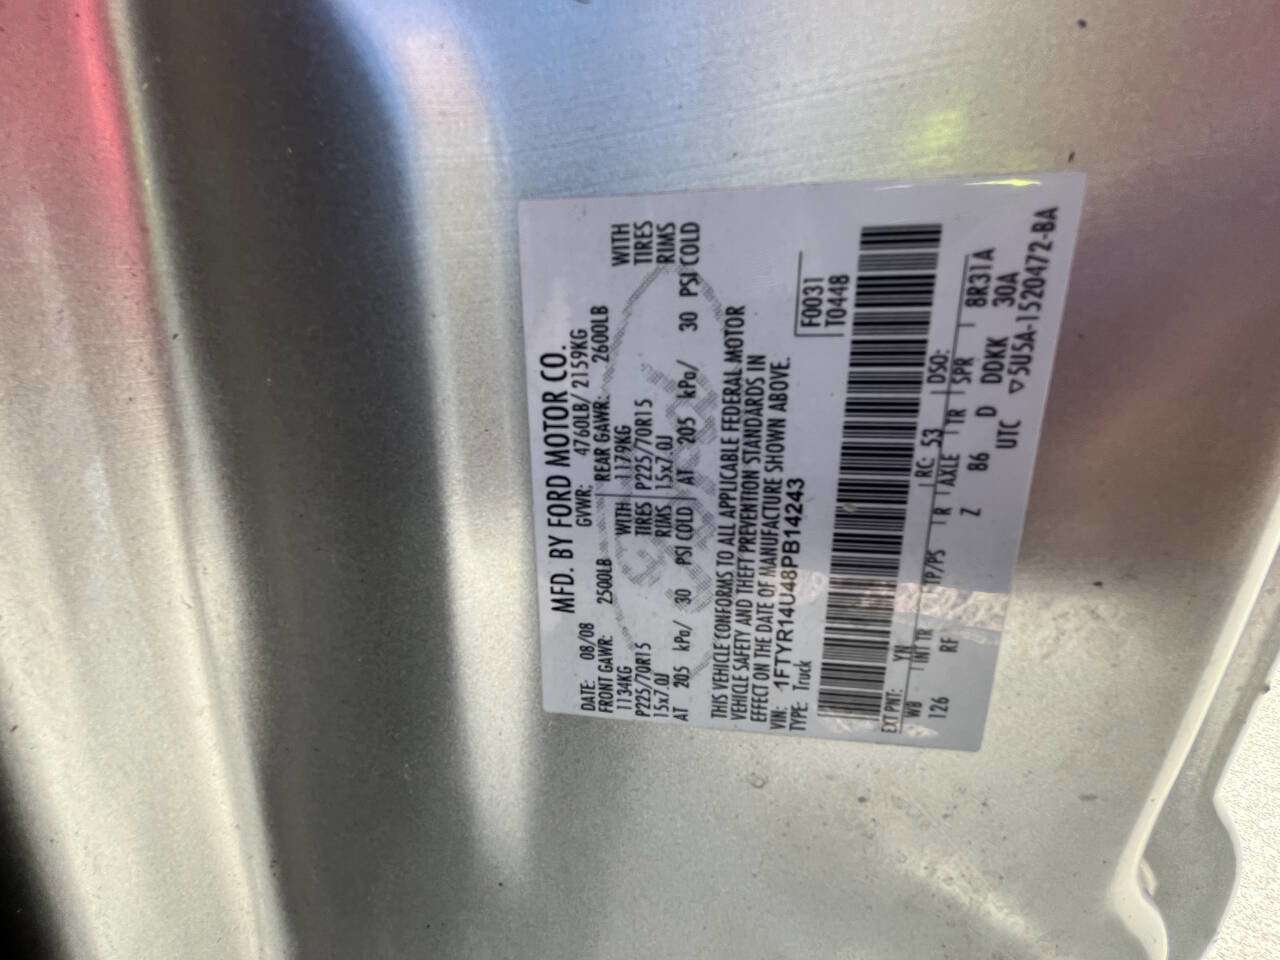 MFD. BY FORD MOTOR CO.
DATE: 08/08 GVWR: 4760LB/ 2159KG
FRONT GAWR: 2500LB REAR GAWR: 2600LB
1134KG WITH 1179KG WITH
P225/70R15 TIRES P225/70R15 TIRES
15x7.0J RIMS 15x7.0J RIMS
AT 205 kPa/ 30 PSI COLD AT 205 kPa/ 30 PSI COLD
THIS VEHICLE CONFORMS TO ALL APPLICABLE FEDERAL MOTOR
VEHICLE SAFETY AND THEFT PREVENTION STANDARDS IN
EFFECT ON THE DATE OF MANUFACTURE SHOWN ABOVE.
VIN: 1FTYR14U48PB14243
TYPE: Truck
F0031
T0448
EXT PNT: YN RC: 53 DSO:
WB INT TR TP/PS R AXLE TR SPR 8R31A
126 RF Z 86 D DDKK 30A
UTC ▽5U5A-1520472-BA